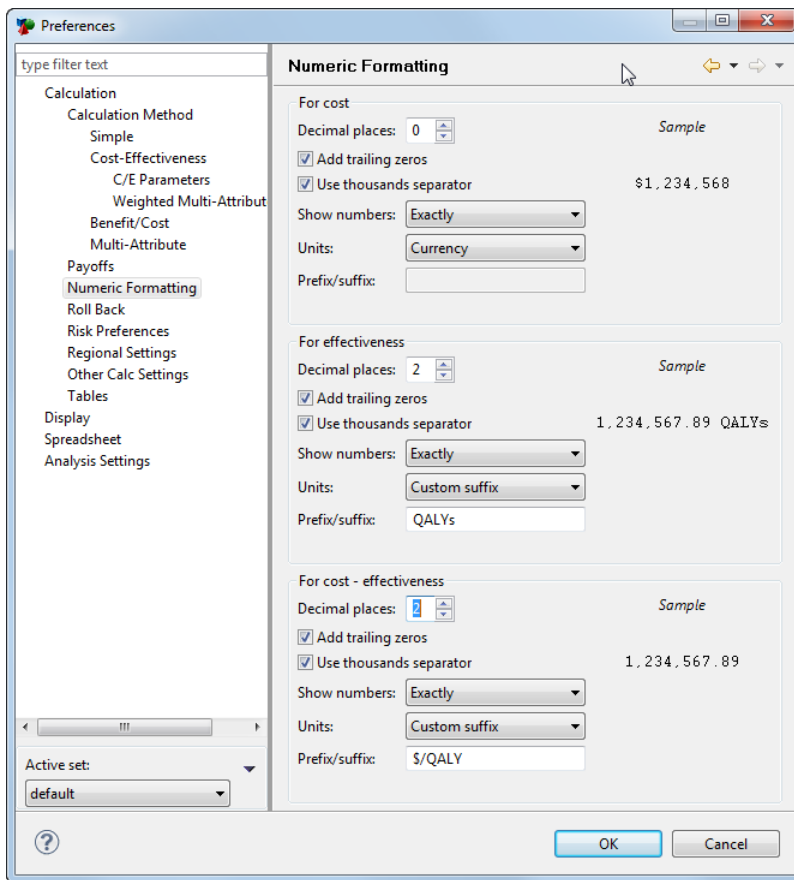 Preferences
type filter text
Calculation
Calculation Method
Simple
Cost-Effectiveness
C/E Parameters
Weighted Multi-Attribut
Benefit/Cost
Multi-Attribute
Payoffs
Numeric Formatting
Roll Back
Risk Preferences
Regional Settings
Other Calc Settings
Tables
Display
Spreadsheet
Analysis Settings
Active set:
default
Numeric Formatting
For cost
Decimal places: 0 Sample
Add trailing zeros
Use thousands separator $1,234,568
Show numbers: Exactly
Units: Currency
Prefix/suffix:
For effectiveness
Decimal places: 2 Sample
Add trailing zeros
Use thousands separator 1,234,567.89 QALYs
Show numbers: Exactly
Units: Custom suffix
Prefix/suffix: QALYs
For cost - effectiveness
Decimal places: 2 Sample
Add trailing zeros
Use thousands separator 1,234,567.89
Show numbers: Exactly
Units: Custom suffix
Prefix/suffix: $/QALY
? OK Cancel